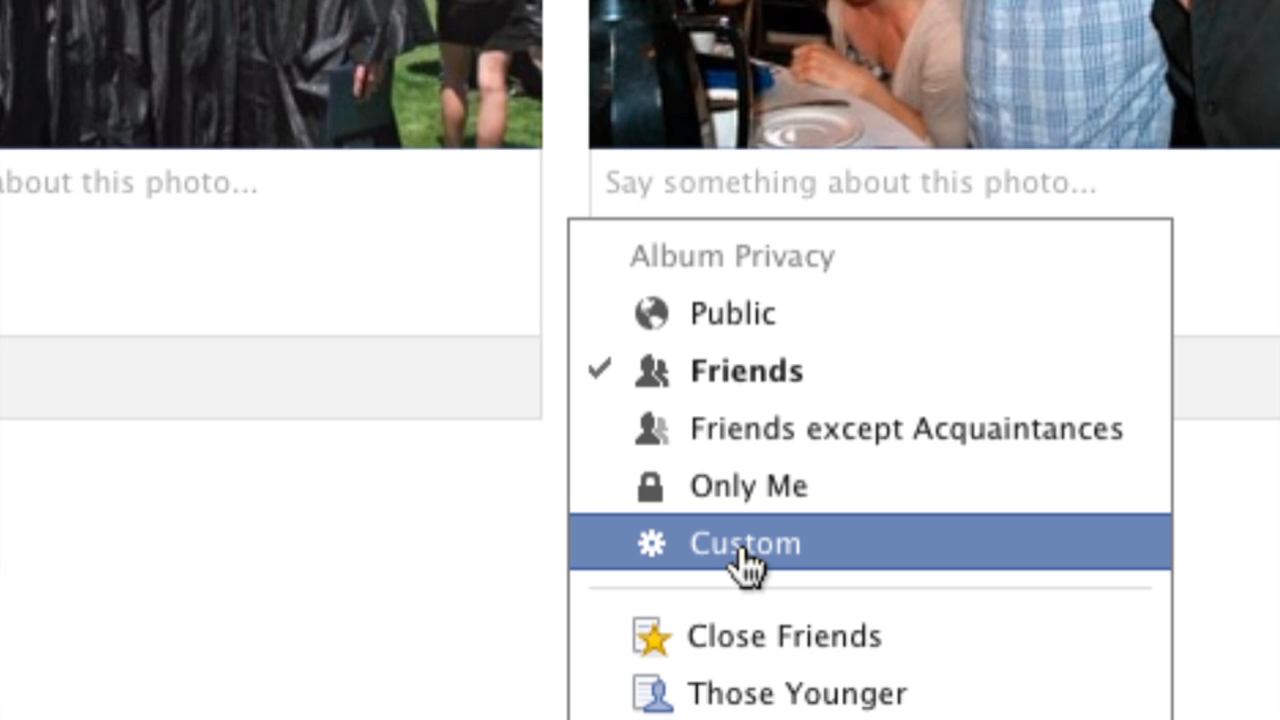 about this photo...
Say something about this photo...
Album Privacy
Public
Friends
Friends except Acquaintances
Only Me
Custom
Close Friends
Those Younger